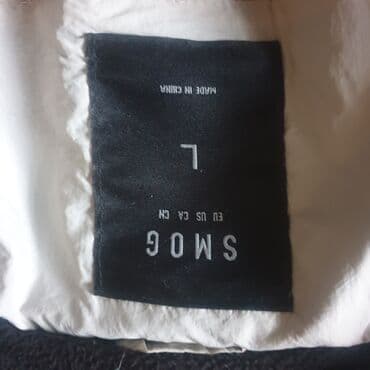 SMOG
EU US CA CN
L
MADE IN CHINA